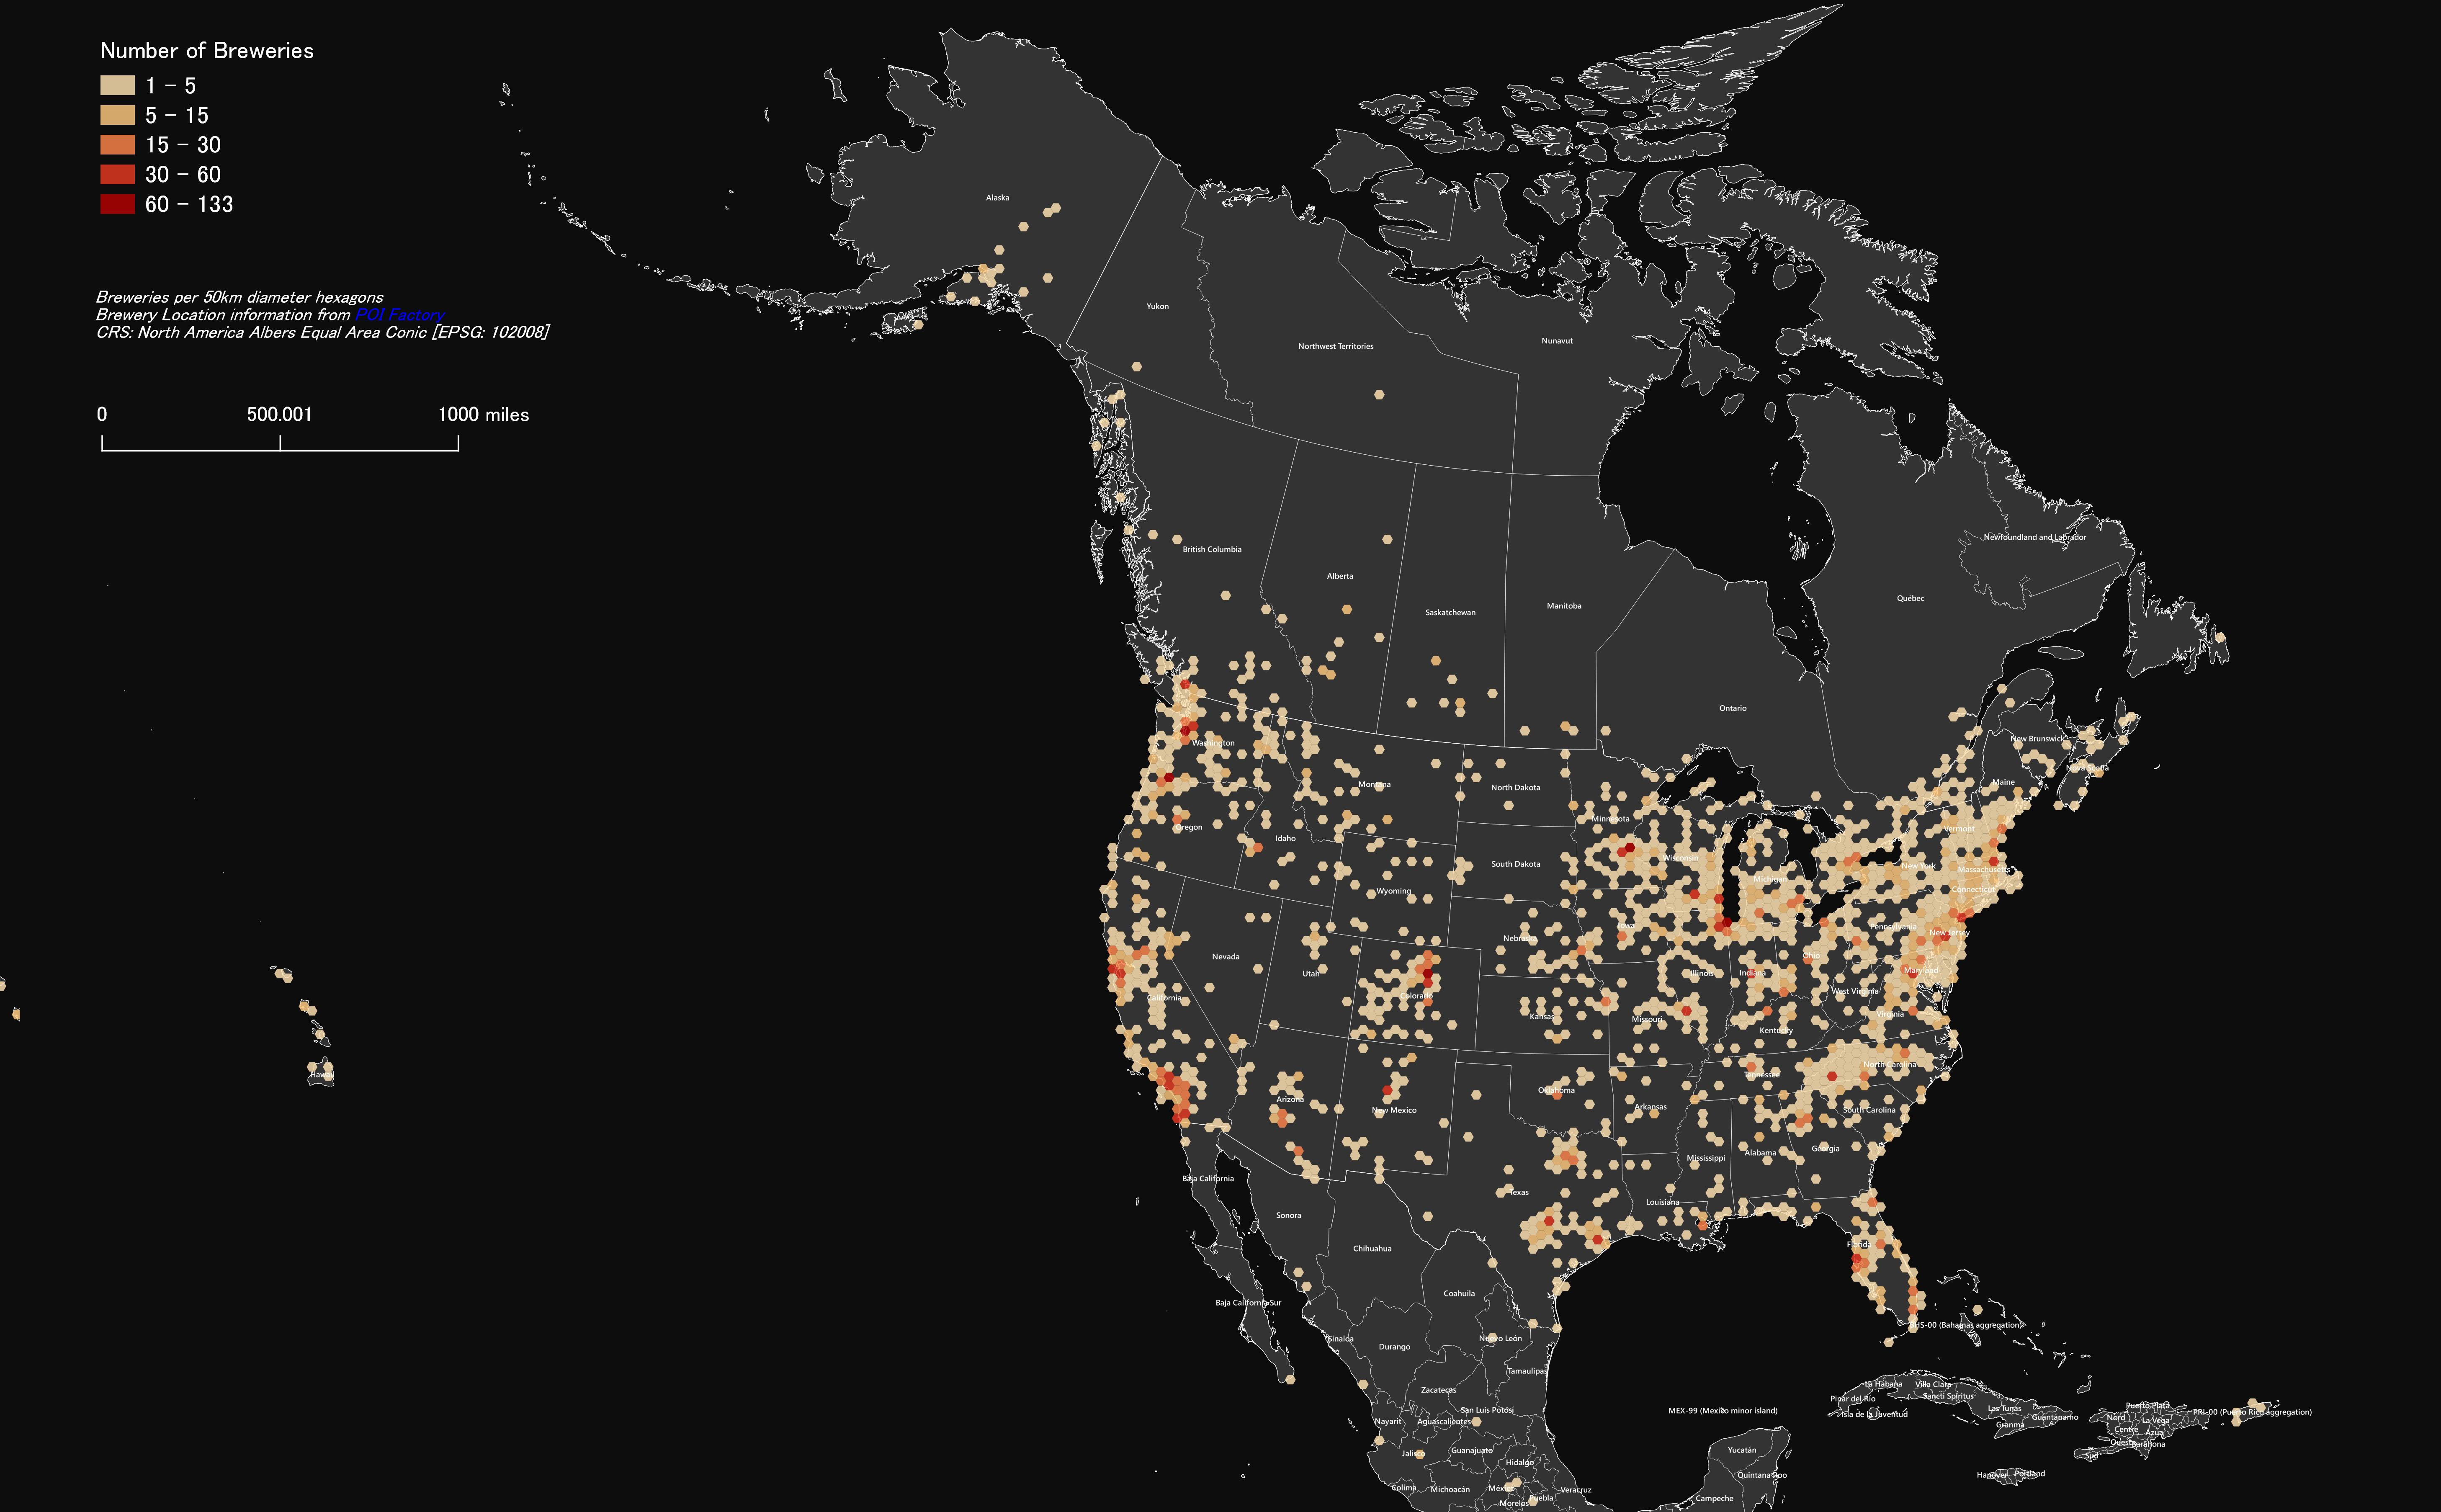 Number of Breweries
1 – 5
5 – 15
15 – 30
30 – 60
60 – 133
Breweries per 50km diameter hexagons
Brewery Location information from POI Factory
CRS: North America Albers Equal Area Conic [EPSG: 102008]
0 500.001 1000 miles
Alaska
Yukon
Northwest Territories
Nunavut
British Columbia
Alberta
Saskatchewan
Manitoba
Ontario
Québec
Newfoundland and Labrador
New Brunswick
Nova Scotia
Maine
Washington
Montana
North Dakota
Minnesota
Oregon
Idaho
Wyoming
South Dakota
Wisconsin
Michigan
Vermont
New York
Massachusetts
Connecticut
Pennsylvania
New Jersey
Nebraska
Iowa
Nevada
Utah
Colorado
California
Kansas
Missouri
Illinois
Indiana
Ohio
West Virginia
Maryland
Virginia
Kentucky
Tennessee
North Carolina
South Carolina
Arizona
New Mexico
Oklahoma
Arkansas
Mississippi
Alabama
Georgia
Texas
Louisiana
Florida
Hawaii
Baja California
Sonora
Chihuahua
Coahuila
Baja California Sur
Sinaloa
Durango
Nuevo León
Tamaulipas
Zacatecas
San Luis Potosí
Nayarit
Aguascalientes
Jalisco
Guanajuato
Hidalgo
Colima
Michoacán
México
Morelos
Puebla
Veracruz
MEX-99 (Mexico minor island)
Yucatán
Quintana Roo
Campeche
BHS-00 (Bahamas aggregation)
La Habana
Villa Clara
Pinar del Río
Sancti Spíritus
Isla de la Juventud
Las Tunas
Granma
Guantánamo
Puerto Plata
Nord
La Vega
Centre
Azua
Ouest
Barahona
Sud
PRI-00 (Puerto Rico aggregation)
Hanover
Portland